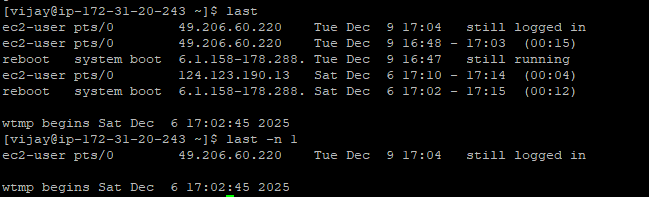 [vijay@ip-172-31-20-243 ~]$ last
ec2-user pts/0        49.206.60.220    Tue Dec  9 17:04   still logged in
ec2-user pts/0        49.206.60.220    Tue Dec  9 16:48 - 17:03  (00:15)
reboot   system boot  6.1.158-178.288. Tue Dec  9 16:47   still running
ec2-user pts/0        124.123.190.13   Sat Dec  6 17:10 - 17:14  (00:04)
reboot   system boot  6.1.158-178.288. Sat Dec  6 17:02 - 17:15  (00:12)

wtmp begins Sat Dec  6 17:02:45 2025
[vijay@ip-172-31-20-243 ~]$ last -n 1
ec2-user pts/0        49.206.60.220    Tue Dec  9 17:04   still logged in

wtmp begins Sat Dec  6 17:02:45 2025